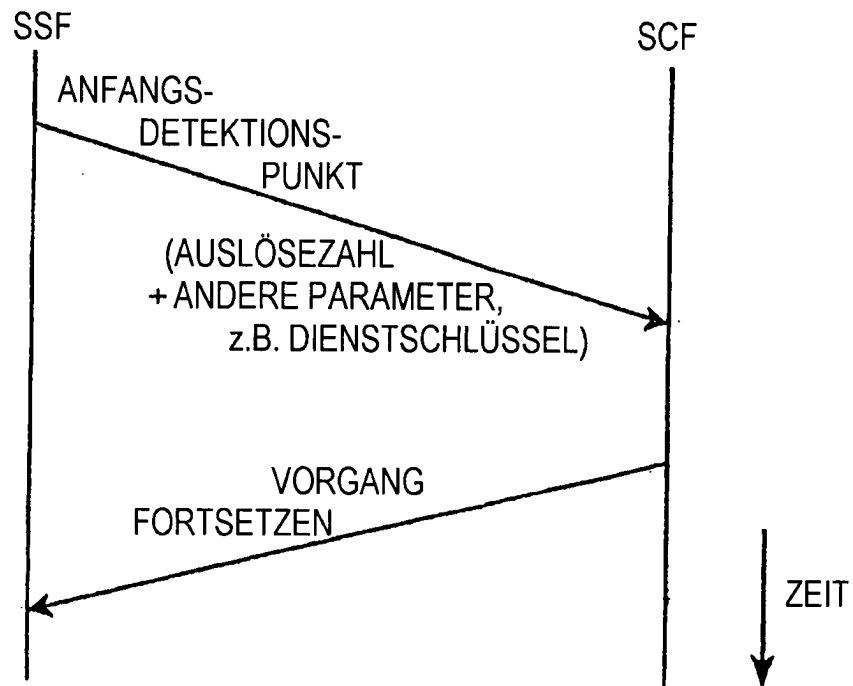 SSF
SCF
ANFANGS-
DETEKTIONS-
PUNKT
(AUSLÖSEZAHL
+ ANDERE PARAMETER,
z.B. DIENSTSCHLÜSSEL)
VORGANG
FORTSETZEN
ZEIT